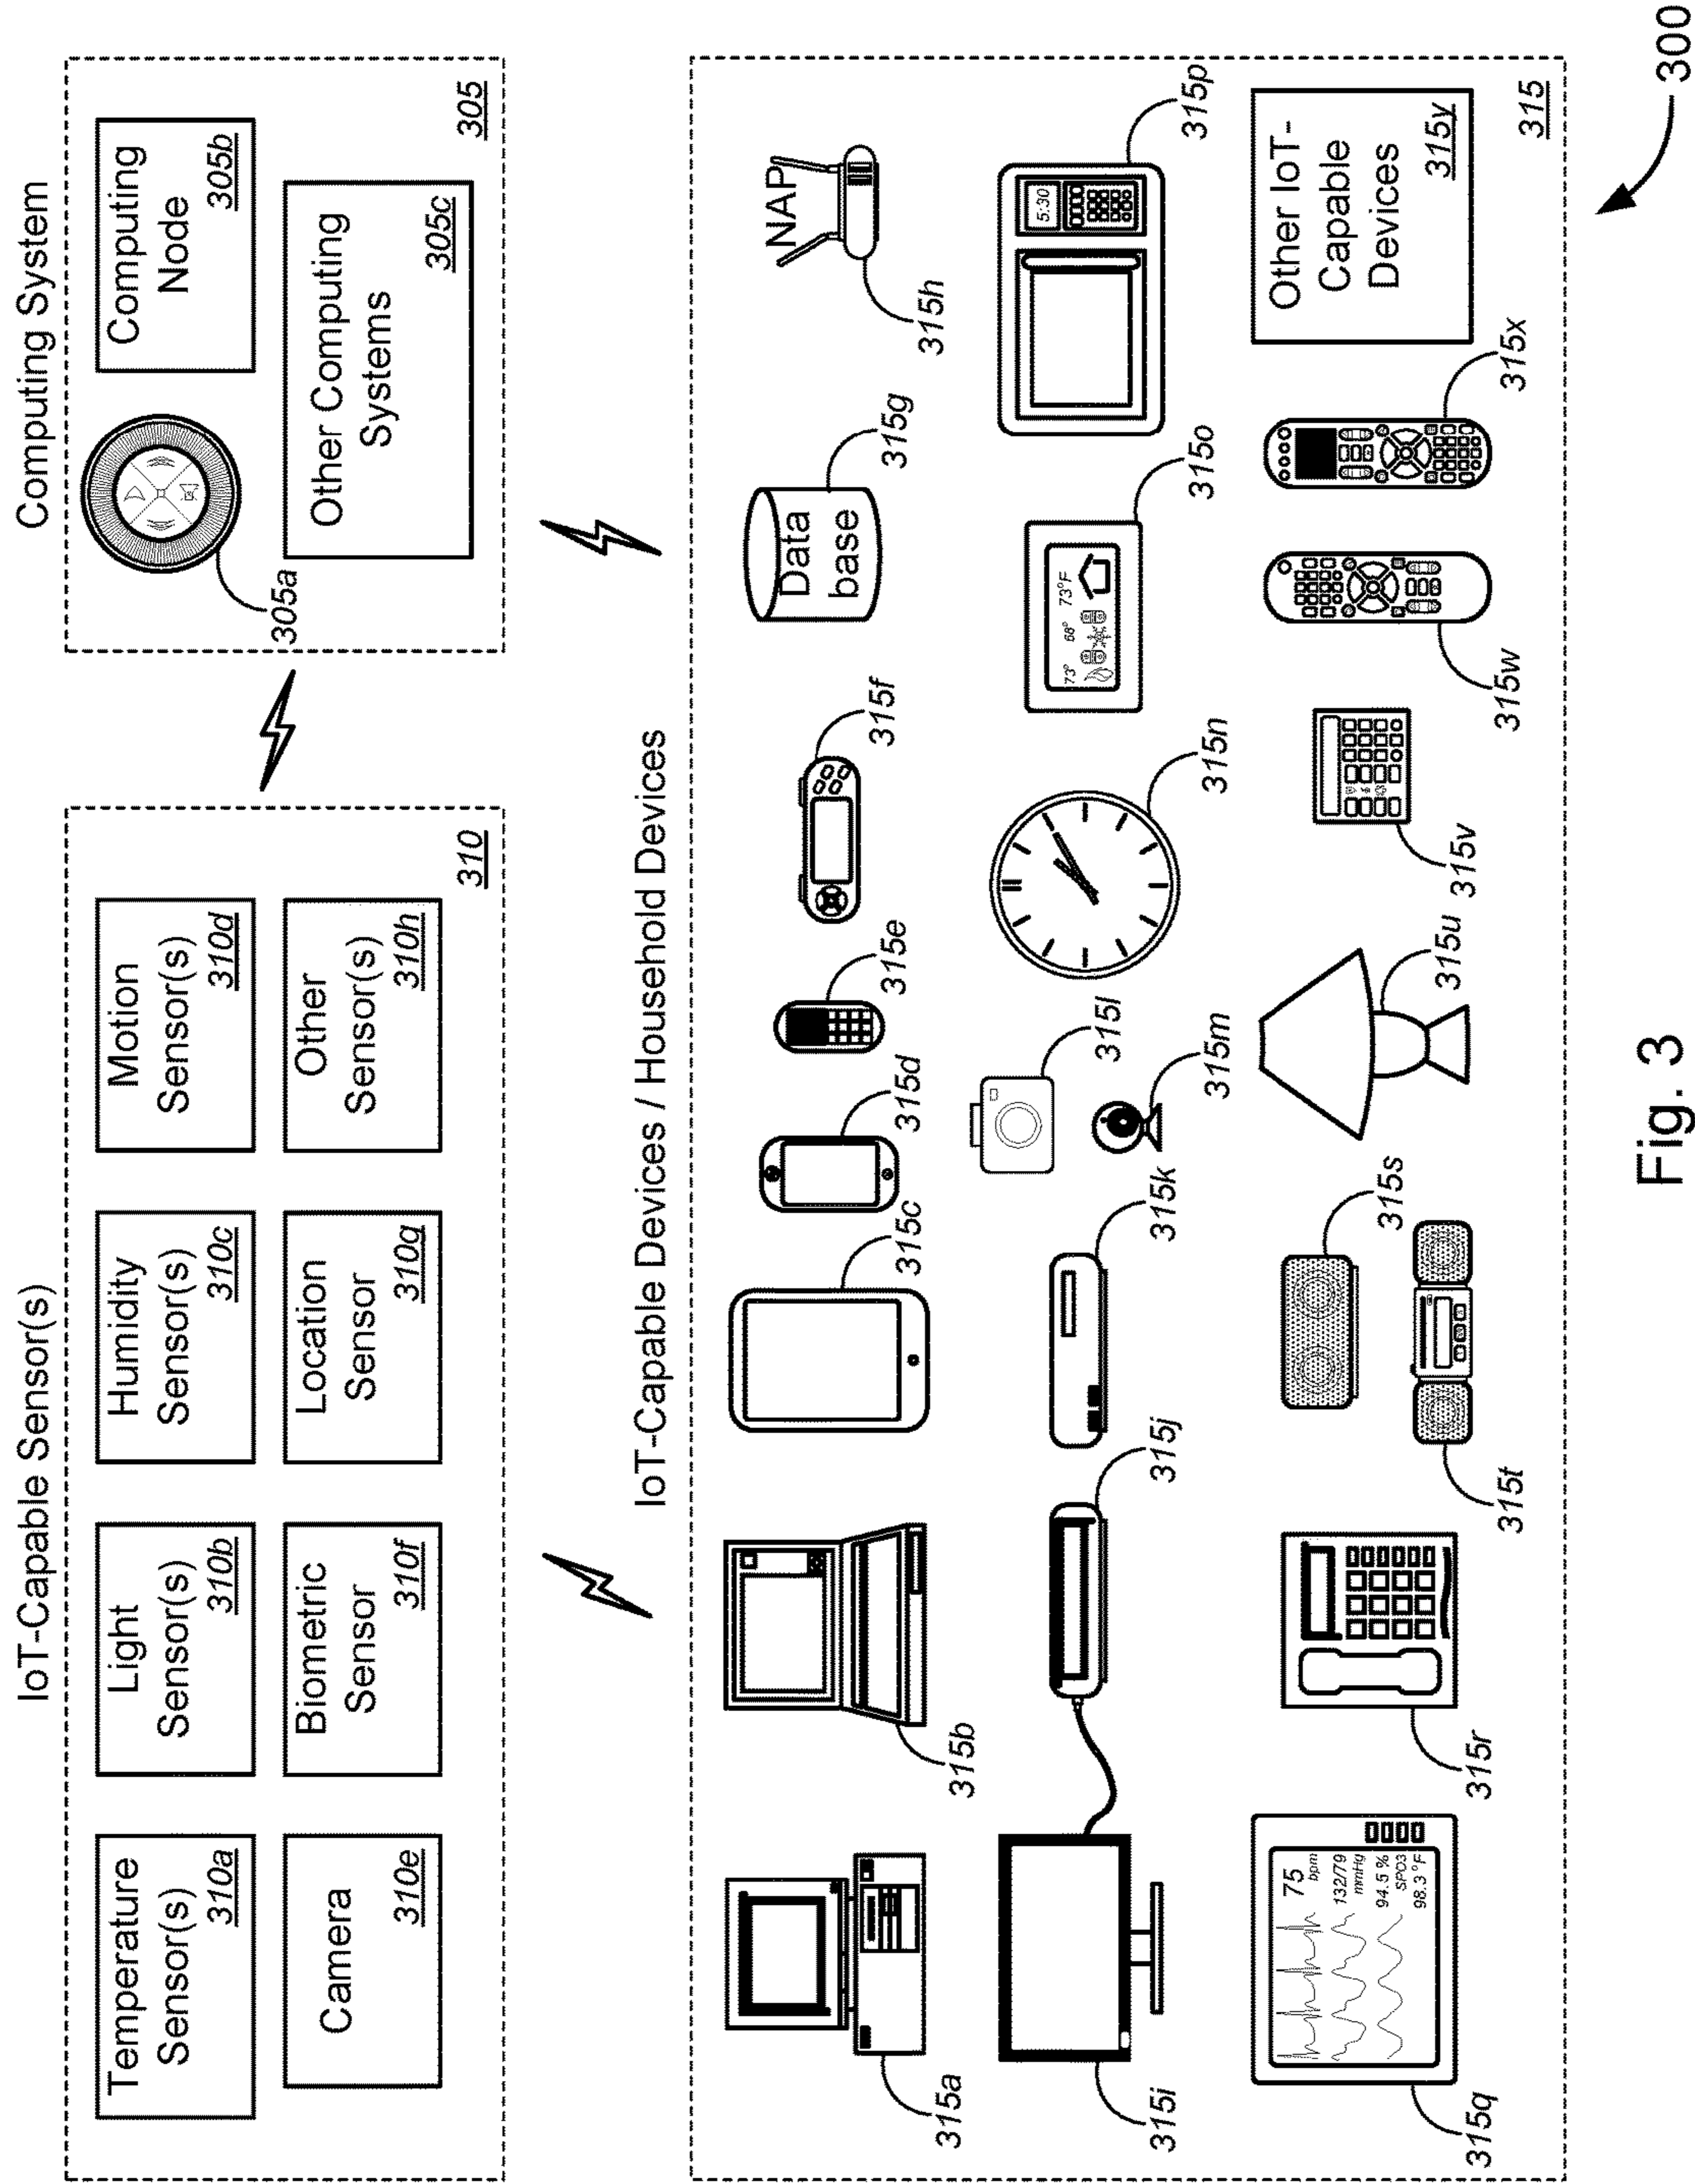 IoT-Capable Sensor(s)
Temperature
Sensor(s)
310a
Light
Sensor(s)
310b
Humidity
Sensor(s)
310c
Motion
Sensor(s)
310d
Camera
310e
Biometric
Sensor
310f
Location
Sensor
310g
Other
Sensor(s)
310h
310
Computing System
305a
Computing
Node
305b
Other Computing
Systems
305c
305
IoT-Capable Devices / Household Devices
315a
315b
315c
315d
315e
315f
Data
base
315g
NAP
315h
315i
315j
315k
315l
315m
315n
73°
68°
73°F
315o
5:30
315p
75
bpm
132/79
mmHg
94.5 %
SPO3
98.3 °F
315q
315r
315s
315t
315u
315v
315w
315x
Other IoT-
Capable
Devices
315y
315
300
Fig. 3